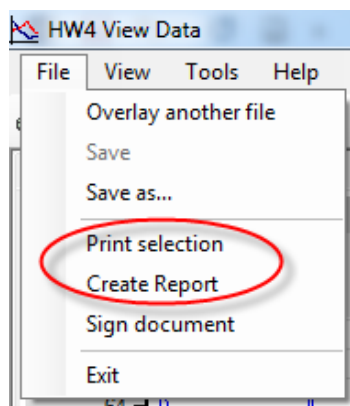 HW4 View Data
File View Tools Help
Overlay another file
Save
Save as...
Print selection
Create Report
Sign document
Exit